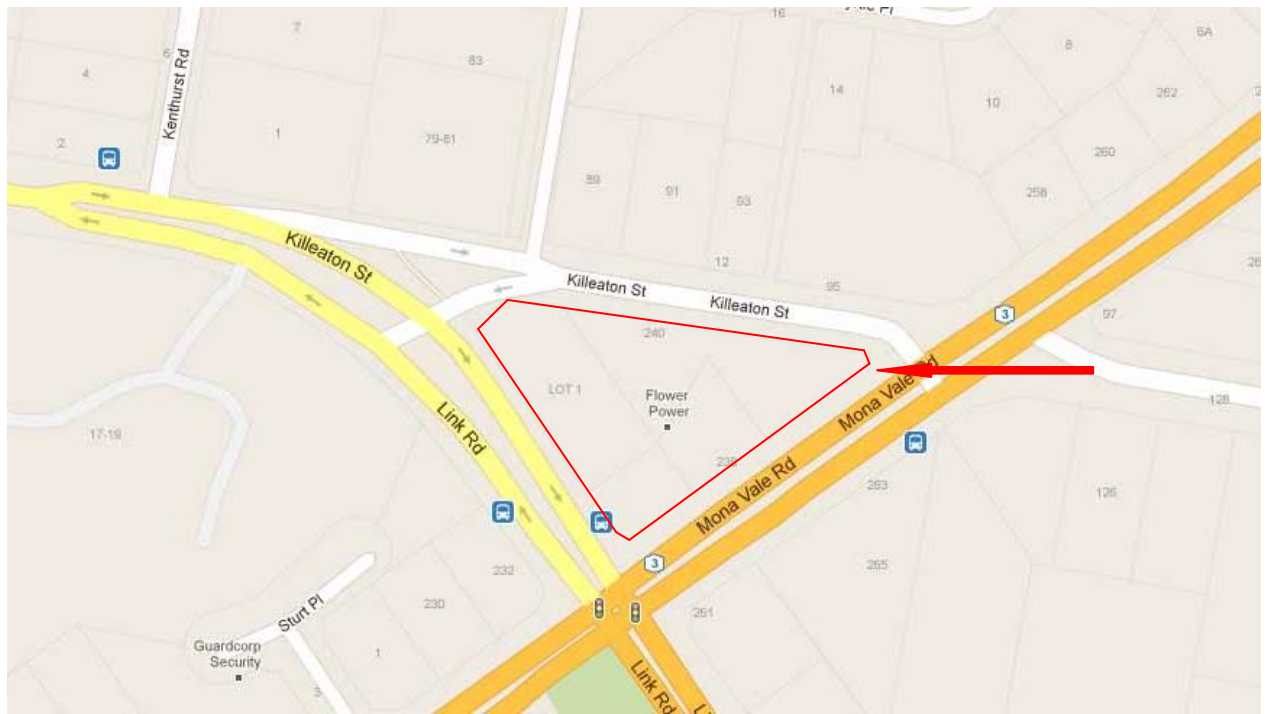 16
7
8
6A
6
83
4
262
14
10
Kenthurst Rd
1
79-81
2
260
89
91
93
258
Killeaton St
12
Killeaton St
95
Killeaton St
3
97
240
LOT 1
Flower
Power
Mona Vale Rd
128
Link Rd
17-19
Mona Vale Rd
263
126
3
232
265
230
261
Sturt Pl
Guardcorp
Security
1
Link Rd
3